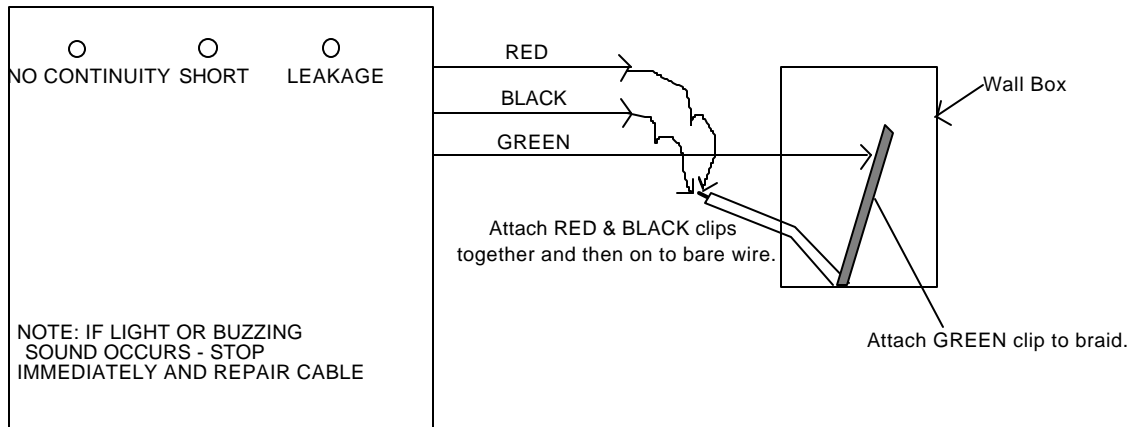 NO CONTINUITY SHORT LEAKAGE
RED
BLACK
GREEN
Wall Box
Attach RED & BLACK clips
together and then on to bare wire.
Attach GREEN clip to braid.
NOTE: IF LIGHT OR BUZZING
SOUND OCCURS - STOP
IMMEDIATELY AND REPAIR CABLE